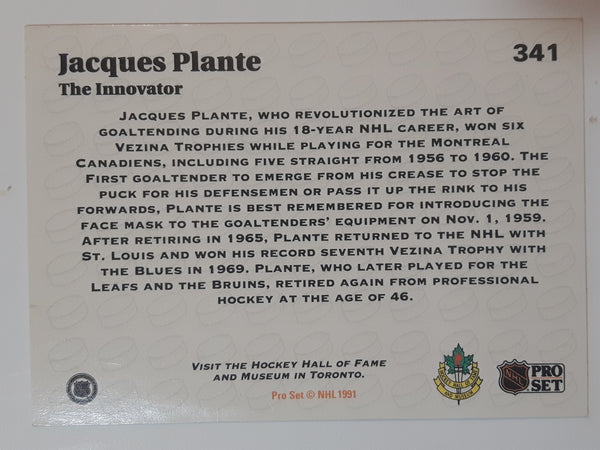 Jacques Plante
341
The Innovator
JACQUES PLANTE, WHO REVOLUTIONIZED THE ART OF
GOALTENDING DURING HIS 18-YEAR NHL CAREER, WON SIX
VEZINA TROPHIES WHILE PLAYING FOR THE MONTREAL
CANADIENS, INCLUDING FIVE STRAIGHT FROM 1956 TO 1960. THE
FIRST GOALTENDER TO EMERGE FROM HIS CREASE TO STOP THE
PUCK FOR HIS DEFENSEMEN OR PASS IT UP THE RINK TO HIS
FORWARDS, PLANTE IS BEST REMEMBERED FOR INTRODUCING THE
FACE MASK TO THE GOALTENDERS' EQUIPMENT ON NOV. 1, 1959.
AFTER RETIRING IN 1965, PLANTE RETURNED TO THE NHL WITH
ST. LOUIS AND WON HIS RECORD SEVENTH VEZINA TROPHY WITH
THE BLUES IN 1969. PLANTE, WHO LATER PLAYED FOR THE
LEAFS AND THE BRUINS, RETIRED AGAIN FROM PROFESSIONAL
HOCKEY AT THE AGE OF 46.
VISIT THE HOCKEY HALL OF FAME
AND MUSEUM IN TORONTO.
Pro Set © NHL 1991
HOCKEY HALL OF FAME
AND MUSEUM
NHL
PRO
SET